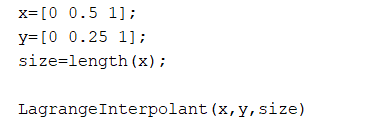 x=[0 0.5 1];
y=[0 0.25 1];
size=length(x);
LagrangeInterpolant(x,y,size)